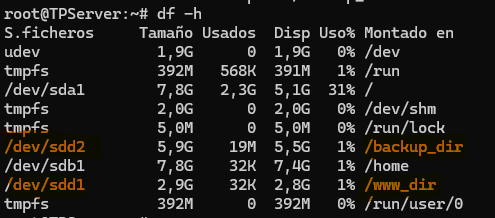 root@TPServer:~# df -h
S.ficheros Tamaño Usados Disp Uso% Montado en
udev 1,9G 0 1,9G 0% /dev
tmpfs 392M 568K 391M 1% /run
/dev/sda1 7,8G 2,3G 5,1G 31% /
tmpfs 2,0G 0 2,0G 0% /dev/shm
tmpfs 5,0M 0 5,0M 0% /run/lock
/dev/sdd2 5,9G 19M 5,5G 1% /backup_dir
/dev/sdb1 7,8G 32K 7,4G 1% /home
/dev/sdd1 2,9G 32K 2,8G 1% /www_dir
tmpfs 392M 0 392M 0% /run/user/0